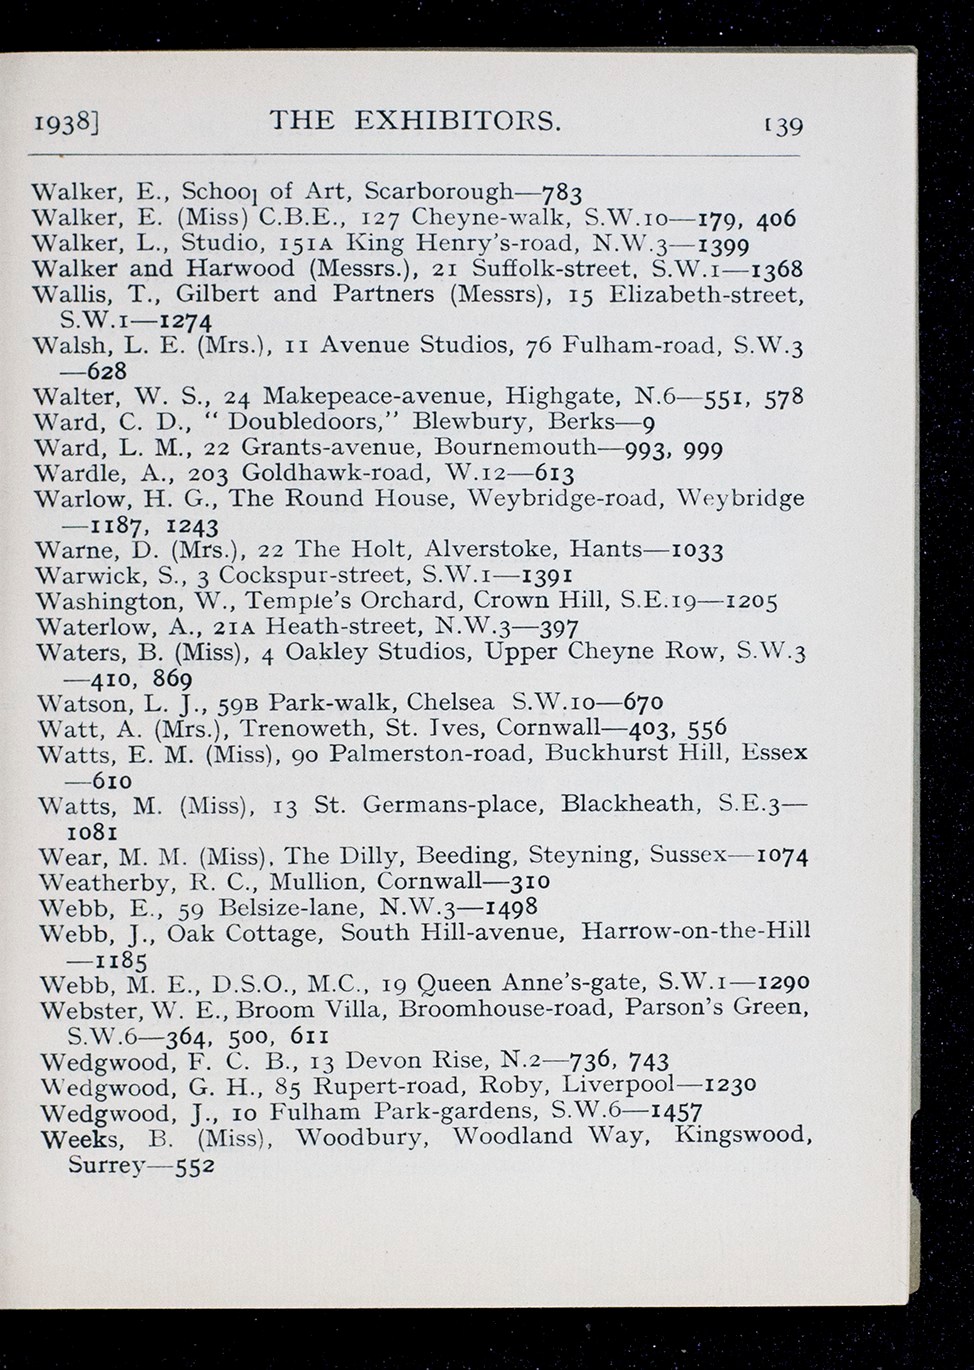 1938] THE EXHIBITORS. 139
Walker, E., School of Art, Scarborough—783
Walker, E. (Miss) C.B.E., 127 Cheyne-walk, S.W.10—179, 406
Walker, L., Studio, 151A King Henry's-road, N.W.3—1399
Walker and Harwood (Messrs.), 21 Suffolk-street, S.W.1—1368
Wallis, T., Gilbert and Partners (Messrs), 15 Elizabeth-street,
S.W.1—1274
Walsh, L. E. (Mrs.), 11 Avenue Studios, 76 Fulham-road, S.W.3
—628
Walter, W. S., 24 Makepeace-avenue, Highgate, N.6—551, 578
Ward, C. D., “ Doubledoors,” Blewbury, Berks—9
Ward, L. M., 22 Grants-avenue, Bournemouth—993, 999
Wardle, A., 203 Goldhawk-road, W.12—613
Warlow, H. G., The Round House, Weybridge-road, Weybridge
—1187, 1243
Warne, D. (Mrs.), 22 The Holt, Alverstoke, Hants—1033
Warwick, S., 3 Cockspur-street, S.W.1—1391
Washington, W., Temple's Orchard, Crown Hill, S.E.19—1205
Waterlow, A., 21A Heath-street, N.W.3—397
Waters, B. (Miss), 4 Oakley Studios, Upper Cheyne Row, S.W.3
—410, 869
Watson, L. J., 59B Park-walk, Chelsea S.W.10—670
Watt, A. (Mrs.), Trenoweth, St. Ives, Cornwall—403, 556
Watts, E. M. (Miss), 90 Palmerston-road, Buckhurst Hill, Essex
—610
Watts, M. (Miss), 13 St. Germans-place, Blackheath, S.E.3—
1081
Wear, M. M. (Miss), The Dilly, Beeding, Steyning, Sussex—1074
Weatherby, R. C., Mullion, Cornwall—310
Webb, E., 59 Belsize-lane, N.W.3—1498
Webb, J., Oak Cottage, South Hill-avenue, Harrow-on-the-Hill
—1185
Webb, M. E., D.S.O., M.C., 19 Queen Anne's-gate, S.W.1—1290
Webster, W. E., Broom Villa, Broomhouse-road, Parson's Green,
S.W.6—364, 500, 611
Wedgwood, F. C. B., 13 Devon Rise, N.2—736, 743
Wedgwood, G. H., 85 Rupert-road, Roby, Liverpool—1230
Wedgwood, J., 10 Fulham Park-gardens, S.W.6—1457
Weeks, B. (Miss), Woodbury, Woodland Way, Kingswood,
Surrey—552